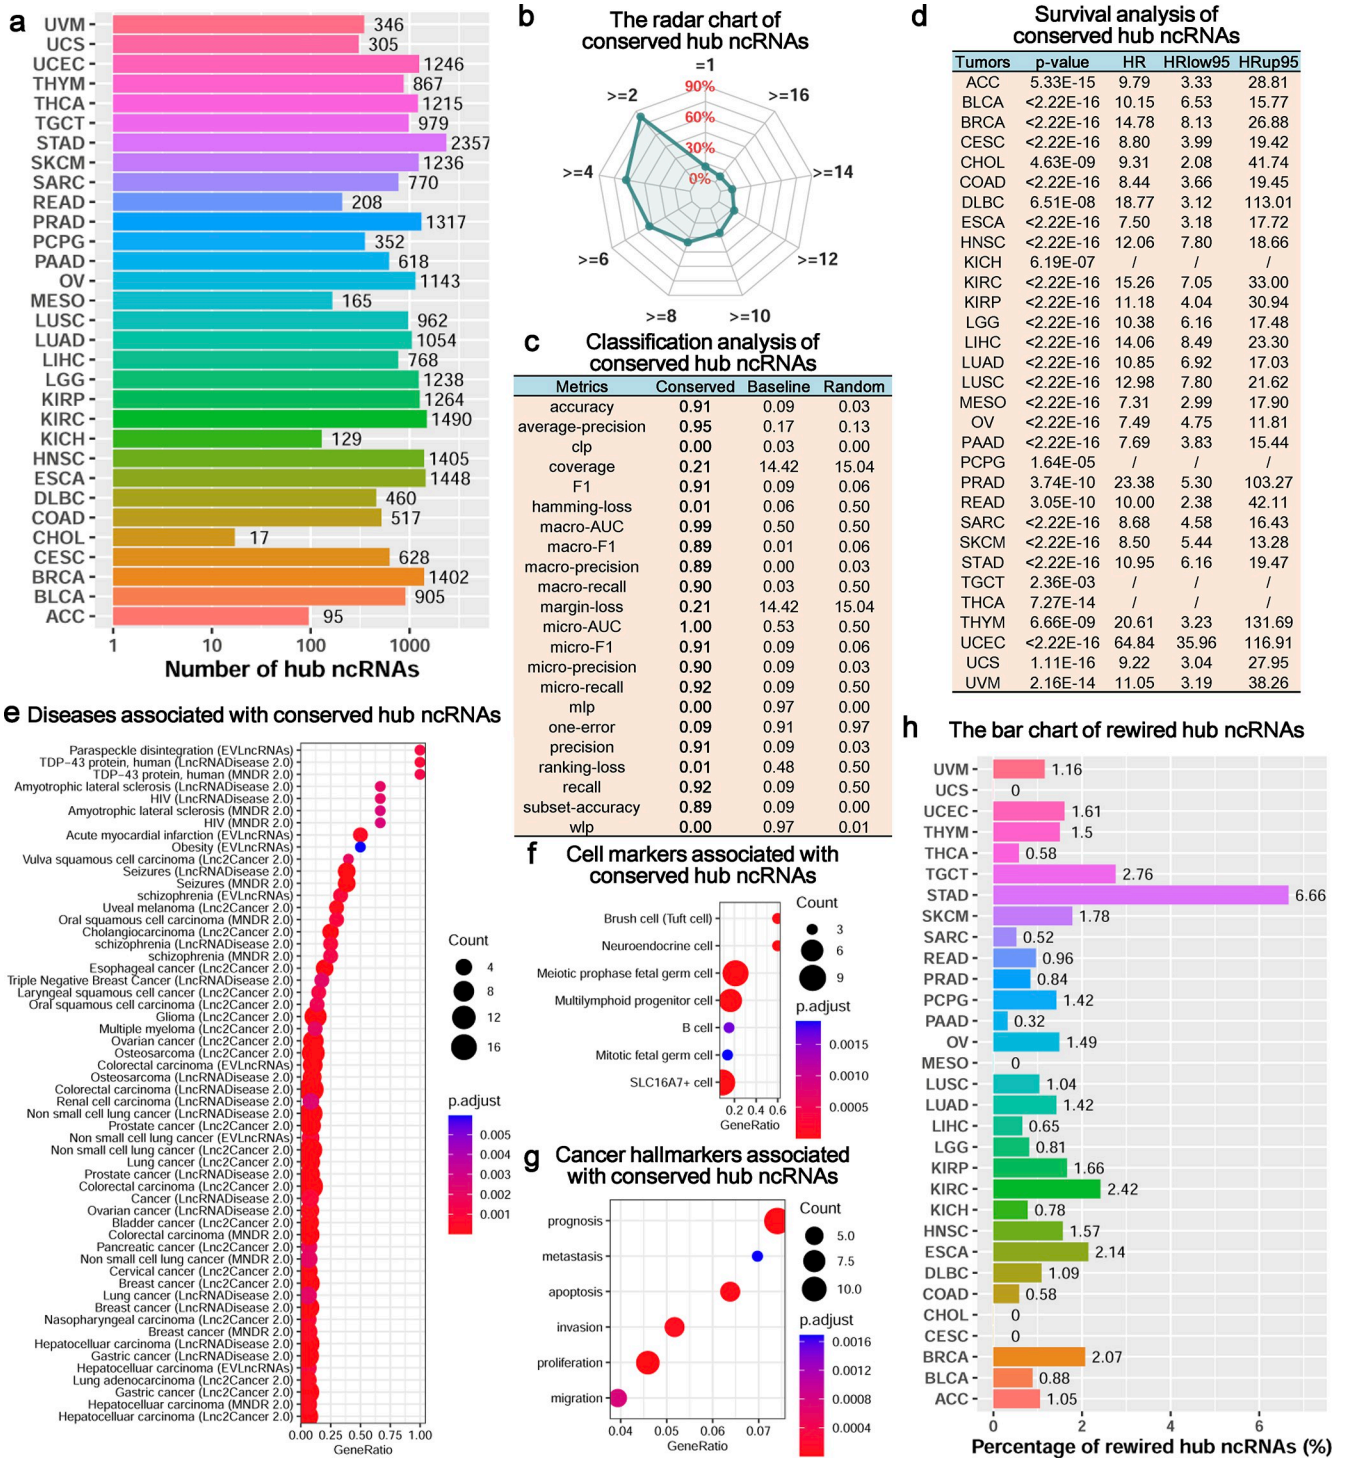 a
UVM 346
UCS 305
UCEC 1246
THYM 867
THCA 1215
TGCT 979
STAD 2357
SKCM 1236
SARC 770
READ 208
PRAD 1317
PCPG 352
PAAD 618
OV 1143
MESO 165
LUSC 962
LUAD 1054
LIHC 768
LGG 1238
KIRP 1264
KIRC 1490
KICH 129
HNSC 1405
ESCA 1448
DLBC 460
COAD 517
CHOL 17
CESC 628
BRCA 1402
BLCA 905
ACC 95
1 10 100 1000
Number of hub ncRNAs
b
The radar chart of
conserved hub ncRNAs
=1
90%
60%
30%
0%
>=2
>=4
>=6
>=8
>=10
>=12
>=14
>=16
c
Classification analysis of
conserved hub ncRNAs
Metrics Conserved Baseline Random
accuracy 0.91 0.09 0.03
average-precision 0.95 0.17 0.13
clp 0.00 0.03 0.00
coverage 0.21 14.42 15.04
F1 0.91 0.09 0.06
hamming-loss 0.01 0.06 0.50
macro-AUC 0.99 0.50 0.50
macro-F1 0.89 0.01 0.06
macro-precision 0.89 0.00 0.03
macro-recall 0.90 0.03 0.50
margin-loss 0.21 14.42 15.04
micro-AUC 1.00 0.53 0.50
micro-F1 0.91 0.09 0.06
micro-precision 0.90 0.09 0.03
micro-recall 0.92 0.09 0.50
mlp 0.00 0.97 0.00
one-error 0.09 0.91 0.97
precision 0.91 0.09 0.03
ranking-loss 0.01 0.48 0.50
recall 0.92 0.09 0.50
subset-accuracy 0.89 0.09 0.00
wlp 0.00 0.97 0.01
d
Survival analysis of
conserved hub ncRNAs
Tumors p-value HR HRlow95 HRup95
ACC 5.33E-15 9.79 3.33 28.81
BLCA <2.22E-16 10.15 6.53 15.77
BRCA <2.22E-16 14.78 8.13 26.88
CESC <2.22E-16 8.80 3.99 19.42
CHOL 4.63E-09 9.31 2.08 41.74
COAD <2.22E-16 8.44 3.66 19.45
DLBC 6.51E-08 18.77 3.12 113.01
ESCA <2.22E-16 7.50 3.18 17.72
HNSC <2.22E-16 12.06 7.80 18.66
KICH 6.19E-07 / / /
KIRC <2.22E-16 15.26 7.05 33.00
KIRP <2.22E-16 11.18 4.04 30.94
LGG <2.22E-16 10.38 6.16 17.48
LIHC <2.22E-16 14.06 8.49 23.30
LUAD <2.22E-16 10.85 6.92 17.03
LUSC <2.22E-16 12.98 7.80 21.62
MESO <2.22E-16 7.31 2.99 17.90
OV <2.22E-16 7.49 4.75 11.81
PAAD <2.22E-16 7.69 3.83 15.44
PCPG 1.64E-05 / / /
PRAD 3.74E-10 23.38 5.30 103.27
READ 3.05E-10 10.00 2.38 42.11
SARC <2.22E-16 8.68 4.58 16.43
SKCM <2.22E-16 8.50 5.44 13.28
STAD <2.22E-16 10.95 6.16 19.47
TGCT 2.36E-03 / / /
THCA 7.27E-14 / / /
THYM 6.66E-09 20.61 3.23 131.69
UCEC <2.22E-16 64.84 35.96 116.91
UCS 1.11E-16 9.22 3.04 27.95
UVM 2.16E-14 11.05 3.19 38.26
e Diseases associated with conserved hub ncRNAs
Paraspeckle disintegration (EVLncRNAs)
TDP−43 protein, human (LncRNADisease 2.0)
TDP−43 protein, human (MNDR 2.0)
Amyotrophic lateral sclerosis (LncRNADisease 2.0)
HIV (LncRNADisease 2.0)
Amyotrophic lateral sclerosis (MNDR 2.0)
HIV (MNDR 2.0)
Acute myocardial infarction (EVLncRNAs)
Obesity (EVLncRNAs)
Vulva squamous cell carcinoma (Lnc2Cancer 2.0)
Seizures (LncRNADisease 2.0)
Seizures (MNDR 2.0)
schizophrenia (EVLncRNAs)
Uveal melanoma (Lnc2Cancer 2.0)
Oral squamous cell carcinoma (MNDR 2.0)
Cholangiocarcinoma (Lnc2Cancer 2.0)
schizophrenia (LncRNADisease 2.0)
schizophrenia (MNDR 2.0)
Esophageal cancer (Lnc2Cancer 2.0)
Triple Negative Breast Cancer (LncRNADisease 2.0)
Laryngeal squamous cell cancer (Lnc2Cancer 2.0)
Oral squamous cell carcinoma (Lnc2Cancer 2.0)
Glioma (Lnc2Cancer 2.0)
Multiple myeloma (Lnc2Cancer 2.0)
Ovarian cancer (Lnc2Cancer 2.0)
Osteosarcoma (Lnc2Cancer 2.0)
Colorectal carcinoma (EVLncRNAs)
Osteosarcoma (LncRNADisease 2.0)
Colorectal cancer (LncRNADisease 2.0)
Renal cell carcinoma (LncRNADisease 2.0)
Non small cell lung cancer (LncRNADisease 2.0)
Prostate cancer (Lnc2Cancer 2.0)
Non small cell lung cancer (EVLncRNAs)
Non small cell lung cancer (Lnc2Cancer 2.0)
Lung cancer (Lnc2Cancer 2.0)
Prostate cancer (LncRNADisease 2.0)
Colorectal cancer (Lnc2Cancer 2.0)
Cancer (LncRNADisease 2.0)
Ovarian cancer (LncRNADisease 2.0)
Bladder cancer (Lnc2Cancer 2.0)
Colorectal carcinoma (MNDR 2.0)
Pancreatic cancer (Lnc2Cancer 2.0)
Non small cell lung cancer (MNDR 2.0)
Cervical cancer (Lnc2Cancer 2.0)
Breast cancer (Lnc2Cancer 2.0)
Lung cancer (LncRNADisease 2.0)
Breast cancer (LncRNADisease 2.0)
Nasopharyngeal carcinoma (Lnc2Cancer 2.0)
Breast cancer (MNDR 2.0)
Hepatocelluar carcinoma (LncRNADisease 2.0)
Gastric cancer (LncRNADisease 2.0)
Hepatocelluar carcinoma (EVLncRNAs)
Lung adenocarcinoma (Lnc2Cancer 2.0)
Gastric cancer (Lnc2Cancer 2.0)
Hepatocelluar carcinoma (MNDR 2.0)
Hepatocelluar carcinoma (Lnc2Cancer 2.0)
0.00 0.25 0.50 0.75 1.00
GeneRatio
Count
4
8
12
16
p.adjust
0.005
0.004
0.003
0.002
0.001
f
Cell markers associated with
conserved hub ncRNAs
Brush cell (Tuft cell)
Neuroendocrine cell
Meiotic prophase fetal germ cell
Multilymphoid progenitor cell
B cell
Mitotic fetal germ cell
SLC16A7+ cell
0.2 0.4 0.6
GeneRatio
Count
3
6
9
p.adjust
0.0015
0.0010
0.0005
g
Cancer hallmarkers associated
with conserved hub ncRNAs
prognosis
metastasis
apoptosis
invasion
proliferation
migration
0.04 0.05 0.06 0.07
GeneRatio
Count
5.0
7.5
10.0
p.adjust
0.0016
0.0012
0.0008
0.0004
h The bar chart of rewired hub ncRNAs
UVM 1.16
UCS 0
UCEC 1.61
THYM 1.5
THCA 0.58
TGCT 2.76
STAD 6.66
SKCM 1.78
SARC 0.52
READ 0.96
PRAD 0.84
PCPG 1.42
PAAD 0.32
OV 1.49
MESO 0
LUSC 1.04
LUAD 1.42
LIHC 0.65
LGG 0.81
KIRP 1.66
KIRC 2.42
KICH 0.78
HNSC 1.57
ESCA 2.14
DLBC 1.09
COAD 0.58
CHOL 0
CESC 0
BRCA 2.07
BLCA 0.88
ACC 1.05
0 2 4 6
Percentage of rewired hub ncRNAs (%)